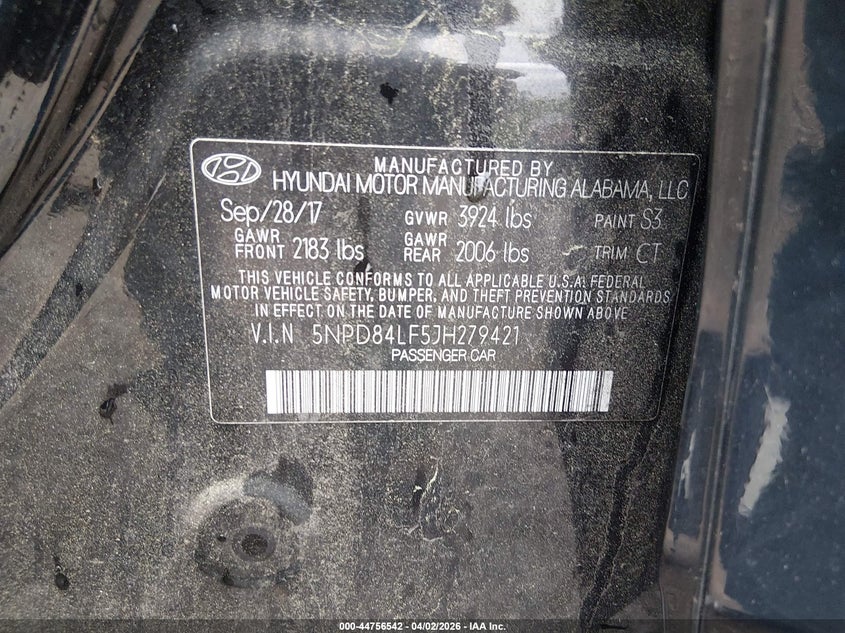 MANUFACTURED BY
HYUNDAI MOTOR MANUFACTURING ALABAMA, LLC
Sep/28/17 GVWR 3924 lbs PAINT S3
GAWR FRONT 2183 lbs GAWR REAR 2006 lbs TRIM CT
THIS VEHICLE CONFORMS TO ALL APPLICABLE U.S.A. FEDERAL
MOTOR VEHICLE SAFETY, BUMPER, AND THEFT PREVENTION STANDARDS
IN EFFECT ON THE DATE OF MANUFACTURE SHOWN ABOVE
V.I.N 5NPD84LF5JH279421
PASSENGER CAR
000-44756542 - 04/02/2026 - IAA Inc.